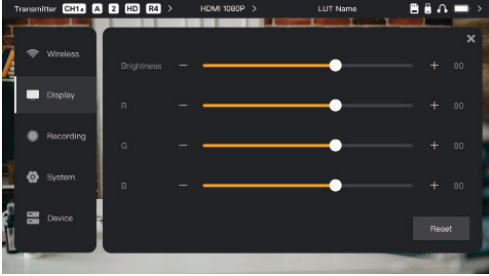 Transmitter CH1 A 2 HD R4 > HDMI 1080P > LUT Name >
Wireless
Display
Recording
System
Device
Brightness − + 80
R − + 80
G − + 80
B − + 80
Reset